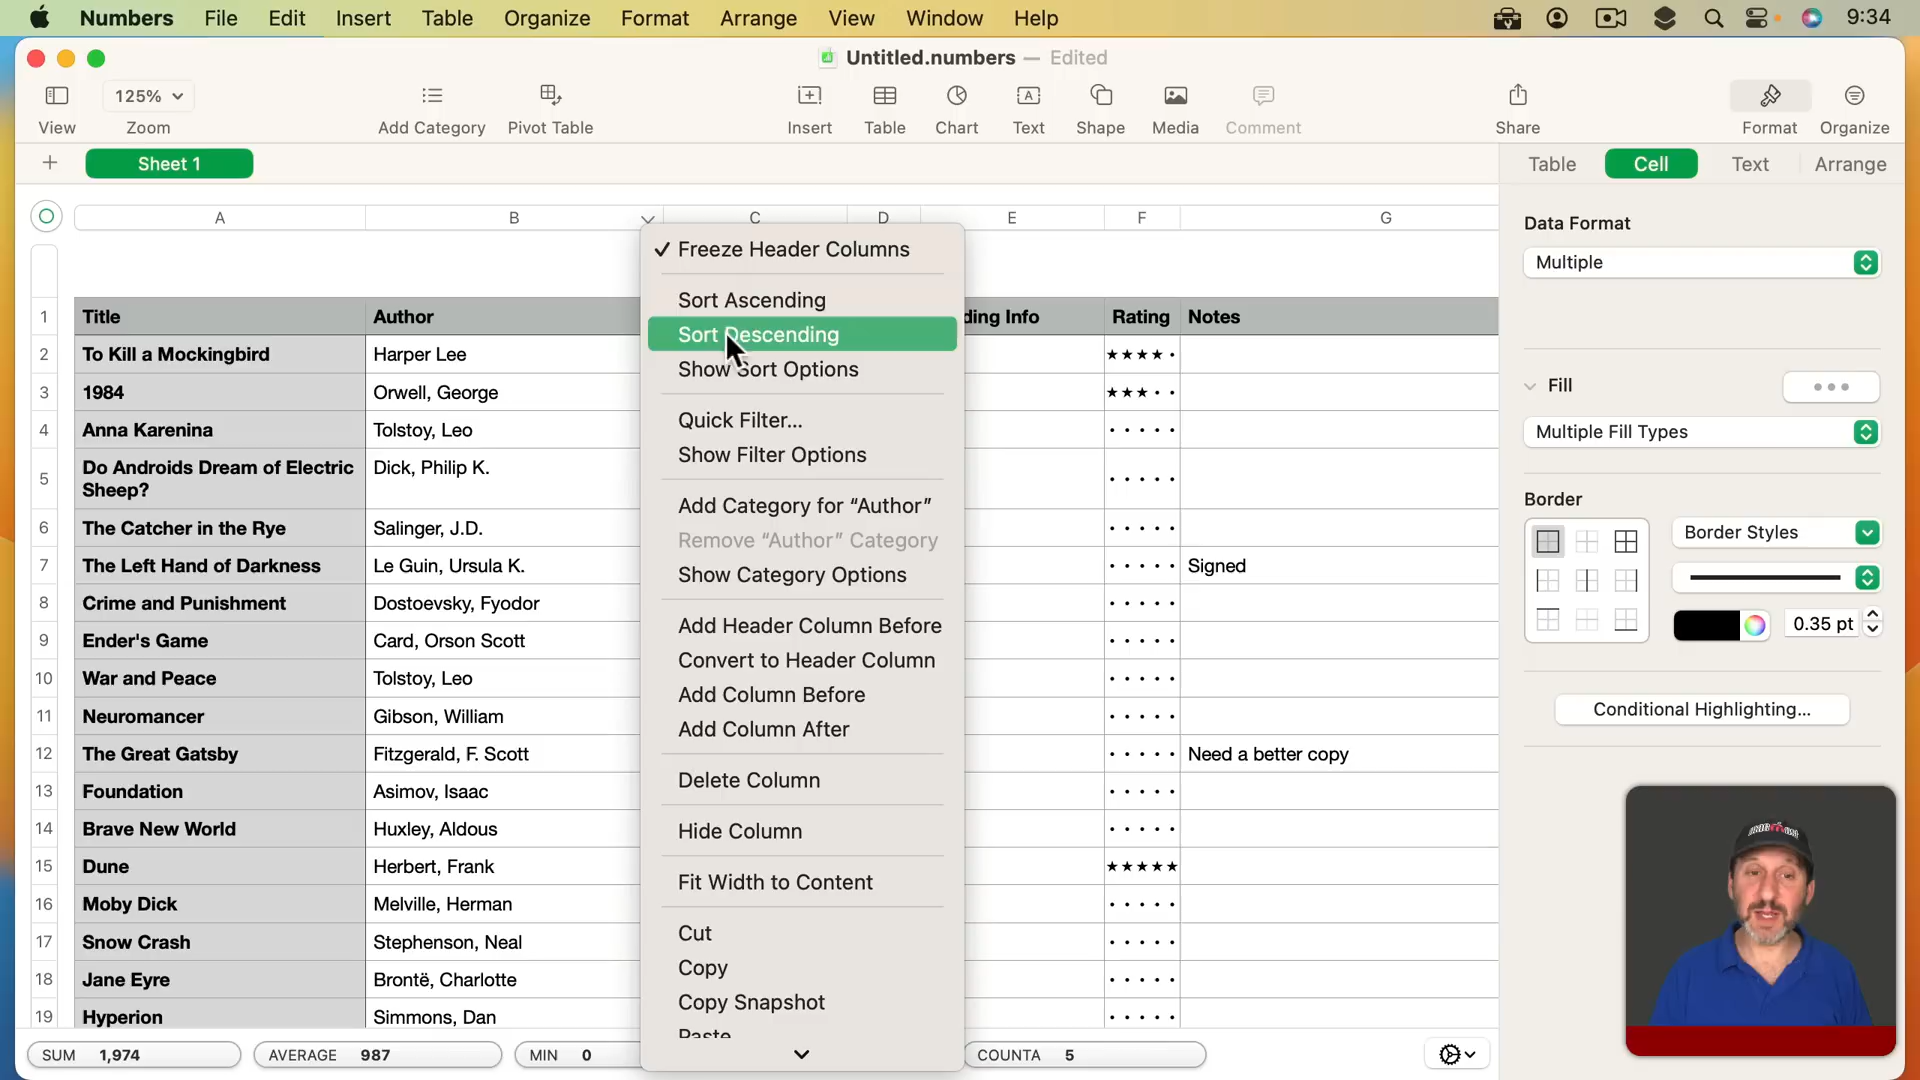 Numbers File Edit Insert Table Organize Format Arrange View Window Help 9:34
Untitled.numbers — Edited
125%
View Zoom Add Category Pivot Table Insert Table Chart Text Shape Media Comment Share Format Organize
+ Sheet 1 Table Cell Text Arrange
A B C D E F G
Title Author ding Info Rating Notes
1
2 To Kill a Mockingbird Harper Lee ★★★★•
3 1984 Orwell, George ★★★••
4 Anna Karenina Tolstoy, Leo •••••
5 Do Androids Dream of Electric Sheep? Dick, Philip K. •••••
6 The Catcher in the Rye Salinger, J.D. •••••
7 The Left Hand of Darkness Le Guin, Ursula K. ••••• Signed
8 Crime and Punishment Dostoevsky, Fyodor •••••
9 Ender's Game Card, Orson Scott •••••
10 War and Peace Tolstoy, Leo •••••
11 Neuromancer Gibson, William •••••
12 The Great Gatsby Fitzgerald, F. Scott ••••• Need a better copy
13 Foundation Asimov, Isaac •••••
14 Brave New World Huxley, Aldous •••••
15 Dune Herbert, Frank ★★★★★
16 Moby Dick Melville, Herman •••••
17 Snow Crash Stephenson, Neal •••••
18 Jane Eyre Brontë, Charlotte •••••
19 Hyperion Simmons, Dan •••••
✓ Freeze Header Columns
Sort Ascending
Sort Descending
Show Sort Options
Quick Filter...
Show Filter Options
Add Category for “Author”
Remove “Author” Category
Show Category Options
Add Header Column Before
Convert to Header Column
Add Column Before
Add Column After
Delete Column
Hide Column
Fit Width to Content
Cut
Copy
Copy Snapshot
Paste
Data Format
Multiple
Fill
Multiple Fill Types
Border
Border Styles
0.35 pt
Conditional Highlighting...
SUM 1,974 AVERAGE 987 MIN 0 COUNTA 5